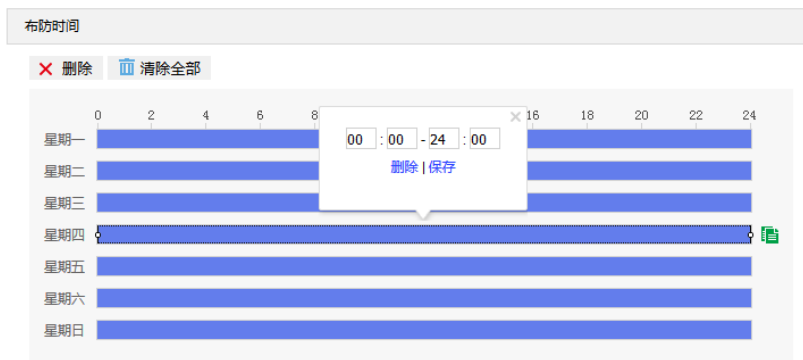 布防时间
删除 清除全部
0 2 4 6 8 16 18 20 22 24
00 : 00 - 24 : 00
删除 | 保存
星期一
星期二
星期三
星期四
星期五
星期六
星期日